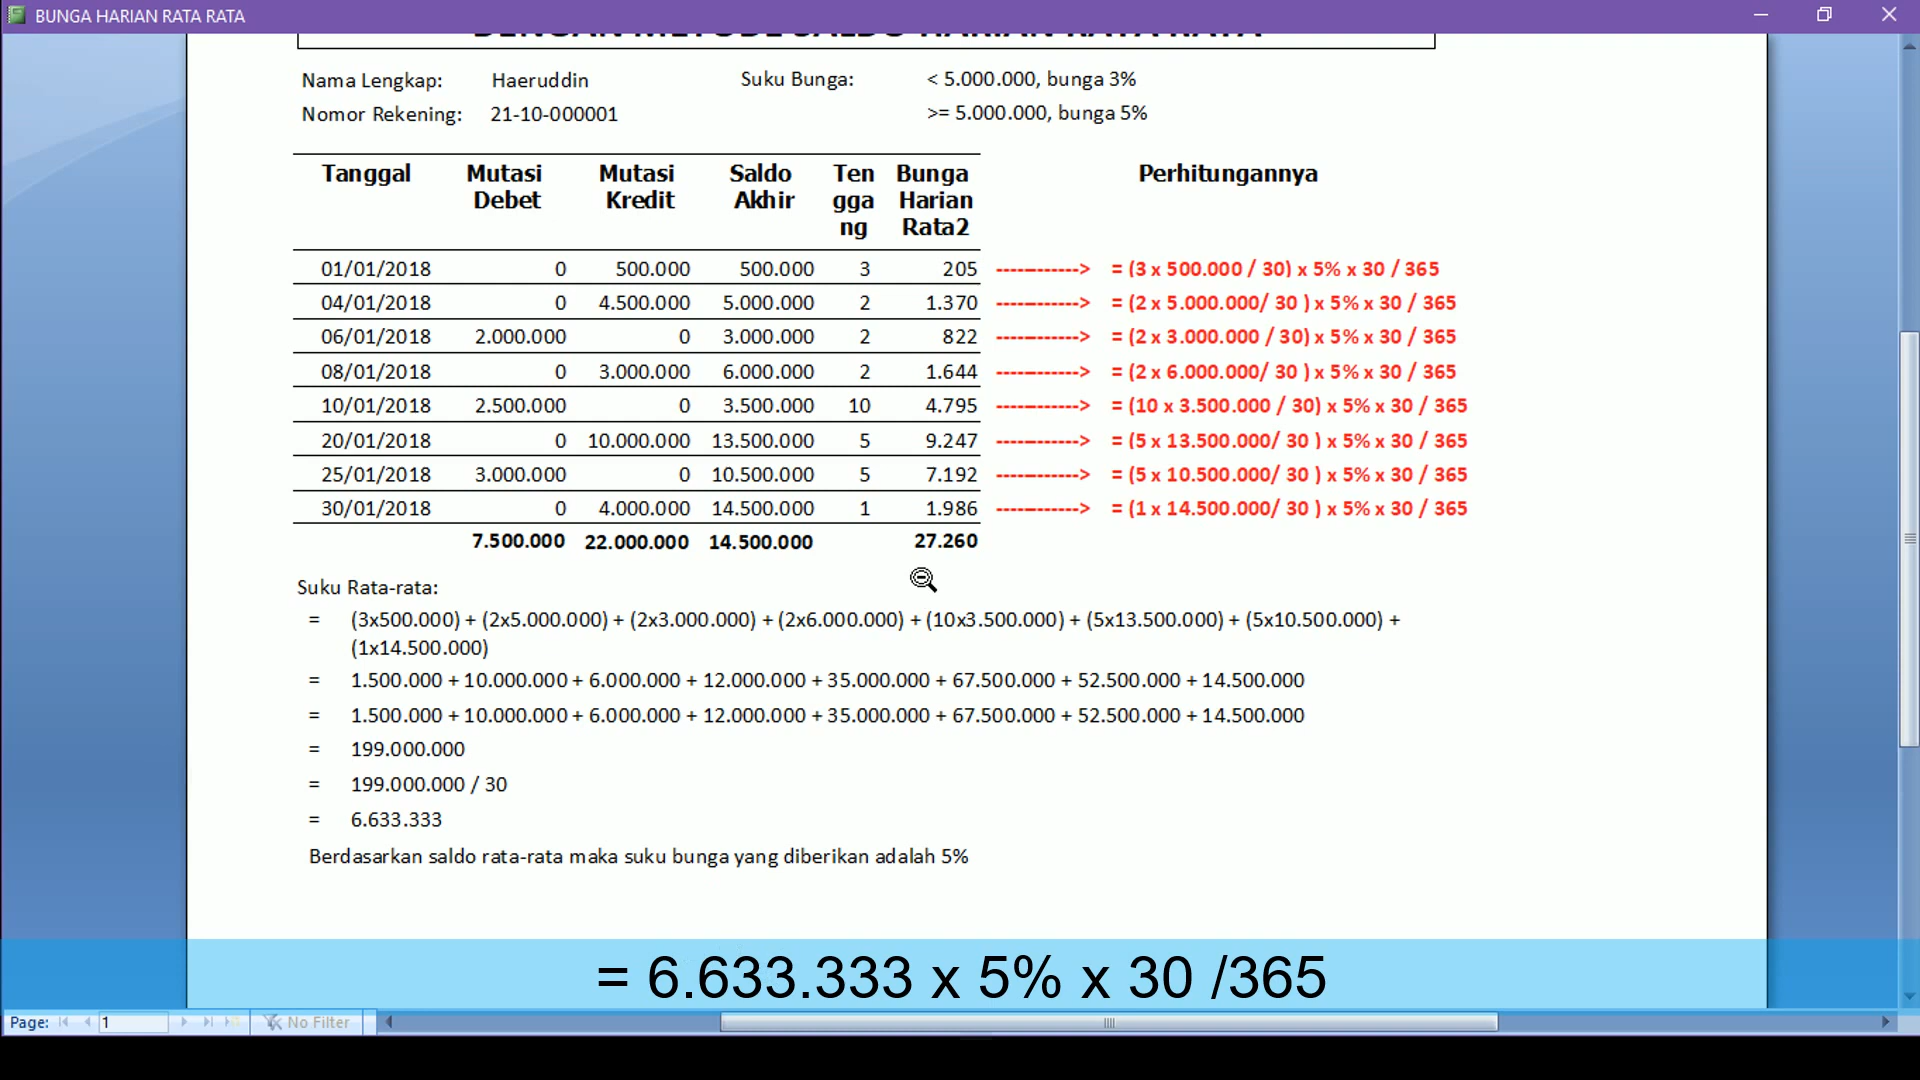 BUNGA HARIAN RATA RATA
DENGAN METODE SALDO HARIAN RATA RATA
Nama Lengkap: Haeruddin Suku Bunga: < 5.000.000, bunga 3%
Nomor Rekening: 21-10-000001 >= 5.000.000, bunga 5%
Tanggal Mutasi Mutasi Saldo Ten Bunga Perhitungannya
Debet Kredit Akhir gga Harian
ng Rata2
01/01/2018 0 500.000 500.000 3 205 ------------> = (3 x 500.000 / 30) x 5% x 30 / 365
04/01/2018 0 4.500.000 5.000.000 2 1.370 ------------> = (2 x 5.000.000/ 30 ) x 5% x 30 / 365
06/01/2018 2.000.000 0 3.000.000 2 822 ------------> = (2 x 3.000.000 / 30) x 5% x 30 / 365
08/01/2018 0 3.000.000 6.000.000 2 1.644 ------------> = (2 x 6.000.000/ 30 ) x 5% x 30 / 365
10/01/2018 2.500.000 0 3.500.000 10 4.795 ------------> = (10 x 3.500.000 / 30) x 5% x 30 / 365
20/01/2018 0 10.000.000 13.500.000 5 9.247 ------------> = (5 x 13.500.000/ 30 ) x 5% x 30 / 365
25/01/2018 3.000.000 0 10.500.000 5 7.192 ------------> = (5 x 10.500.000/ 30 ) x 5% x 30 / 365
30/01/2018 0 4.000.000 14.500.000 1 1.986 ------------> = (1 x 14.500.000/ 30 ) x 5% x 30 / 365
7.500.000 22.000.000 14.500.000 27.260
Suku Rata-rata:
= (3x500.000) + (2x5.000.000) + (2x3.000.000) + (2x6.000.000) + (10x3.500.000) + (5x13.500.000) + (5x10.500.000) +
(1x14.500.000)
= 1.500.000 + 10.000.000 + 6.000.000 + 12.000.000 + 35.000.000 + 67.500.000 + 52.500.000 + 14.500.000
= 1.500.000 + 10.000.000 + 6.000.000 + 12.000.000 + 35.000.000 + 67.500.000 + 52.500.000 + 14.500.000
= 199.000.000
= 199.000.000 / 30
= 6.633.333
Berdasarkan saldo rata-rata maka suku bunga yang diberikan adalah 5%
= 6.633.333 x 5% x 30 /365
Page: 1 No Filter